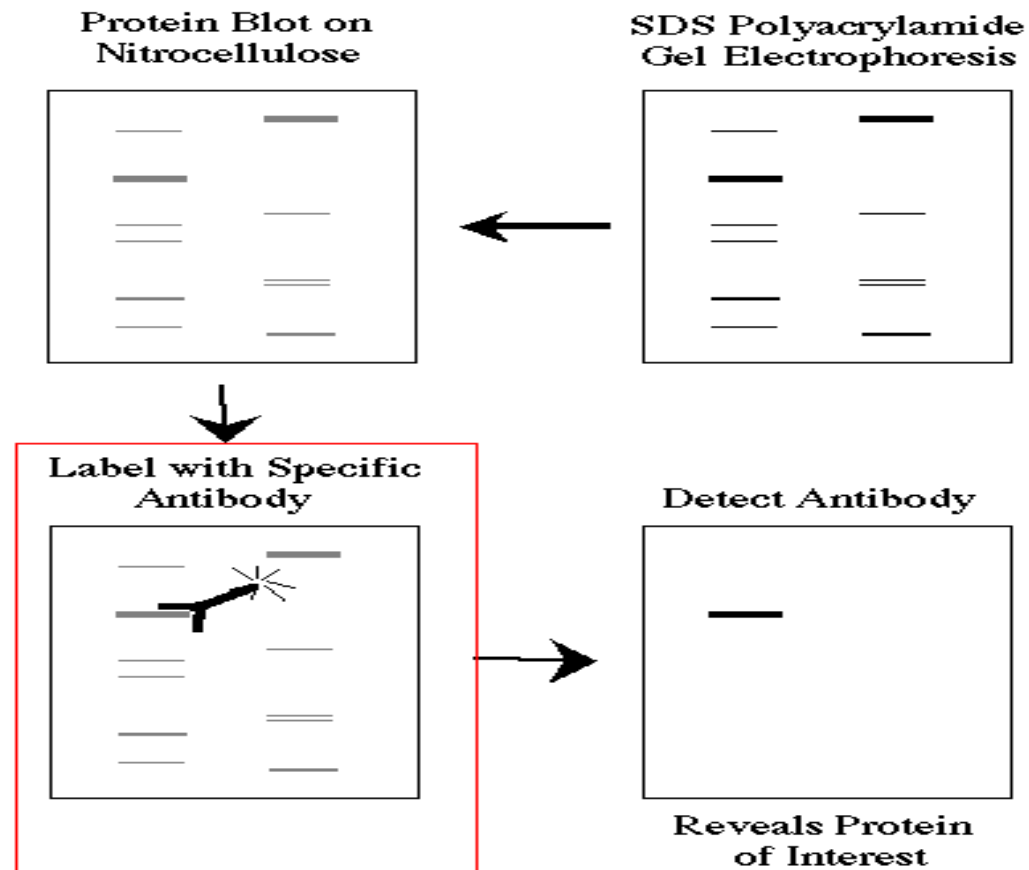 Protein Blot on
Nitrocellulose
SDS Polyacrylamide
Gel Electrophoresis
Label with Specific
Antibody
Detect Antibody
Reveals Protein
of Interest